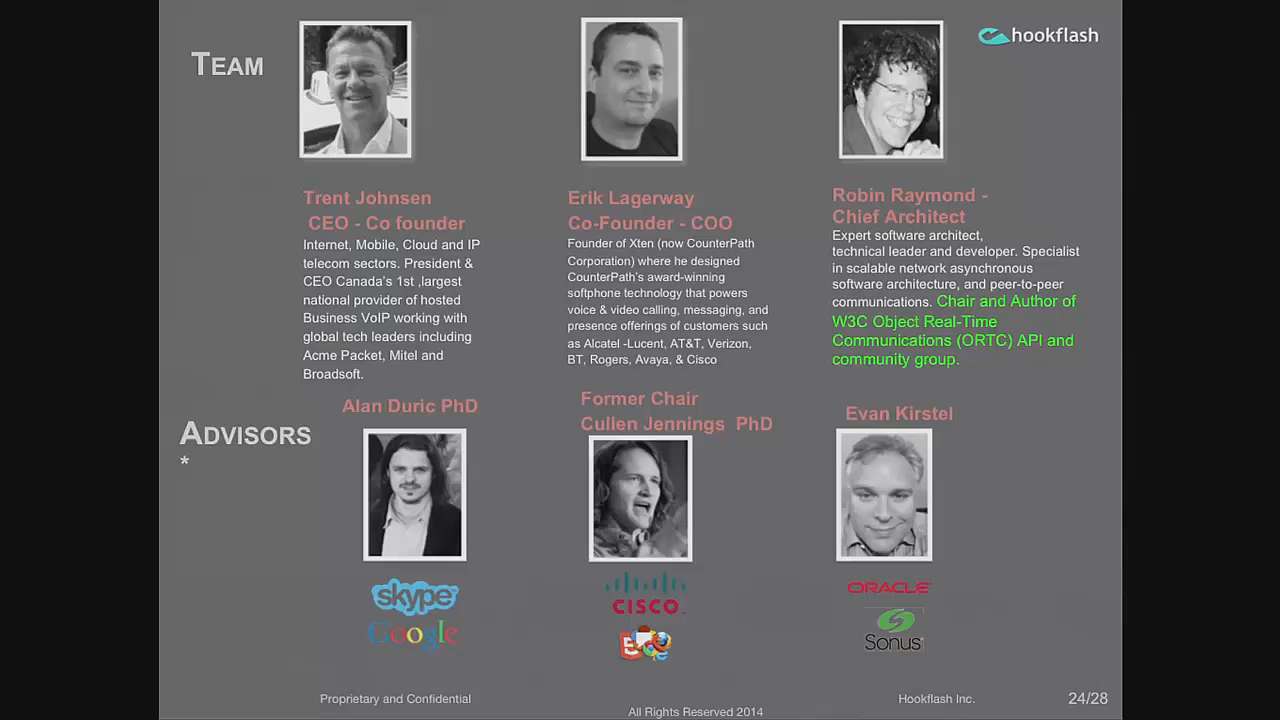 TEAM
hookflash
Trent Johnsen
CEO - Co founder
Internet, Mobile, Cloud and IP
telecom sectors. President &
CEO Canada's 1st ,largest
national provider of hosted
Business VoIP working with
global tech leaders including
Acme Packet, Mitel and
Broadsoft.
Erik Lagerway
Co-Founder - COO
Founder of Xten (now CounterPath
Corporation) where he designed
CounterPath's award-winning
softphone technology that powers
voice & video calling, messaging, and
presence offerings of customers such
as Alcatel -Lucent, AT&T, Verizon,
BT, Rogers, Avaya, & Cisco
Robin Raymond -
Chief Architect
Expert software architect,
technical leader and developer. Specialist
in scalable network asynchronous
software architecture, and peer-to-peer
communications. Chair and Author of
W3C Object Real-Time
Communications (ORTC) API and
community group.
ADVISORS
*
Alan Duric PhD
skype
Google
Former Chair
Cullen Jennings PhD
CISCO
Evan Kirstel
ORACLE
Sonus
Proprietary and Confidential
All Rights Reserved 2014
Hookflash Inc.
24/28